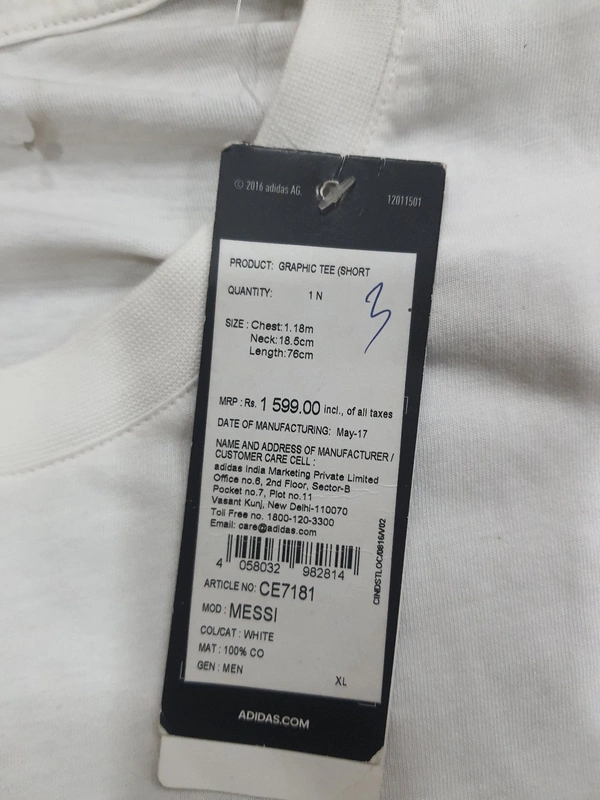 © 2016 adidas AG.
12011501
PRODUCT: GRAPHIC TEE (SHORT
QUANTITY: 1 N
3
SIZE : Chest:1.18m
Neck:18.5cm
Length:76cm
MRP : Rs. 1 599.00 incl., of all taxes
DATE OF MANUFACTURING: May-17
NAME AND ADDRESS OF MANUFACTURER /
CUSTOMER CARE CELL :
adidas India Marketing Private Limited
Office no.6, 2nd Floor, Sector-B
Pocket no.7, Plot no.11
Vasant Kunj, New Delhi-110070
Toll Free no. 1800-120-3300
Email: care@adidas.com
4 058032 982814
CINDSTLOC/0816/V02
ARTICLE NO: CE7181
MOD : MESSI
COL/CAT : WHITE
MAT : 100% CO
GEN : MEN
XL
ADIDAS.COM